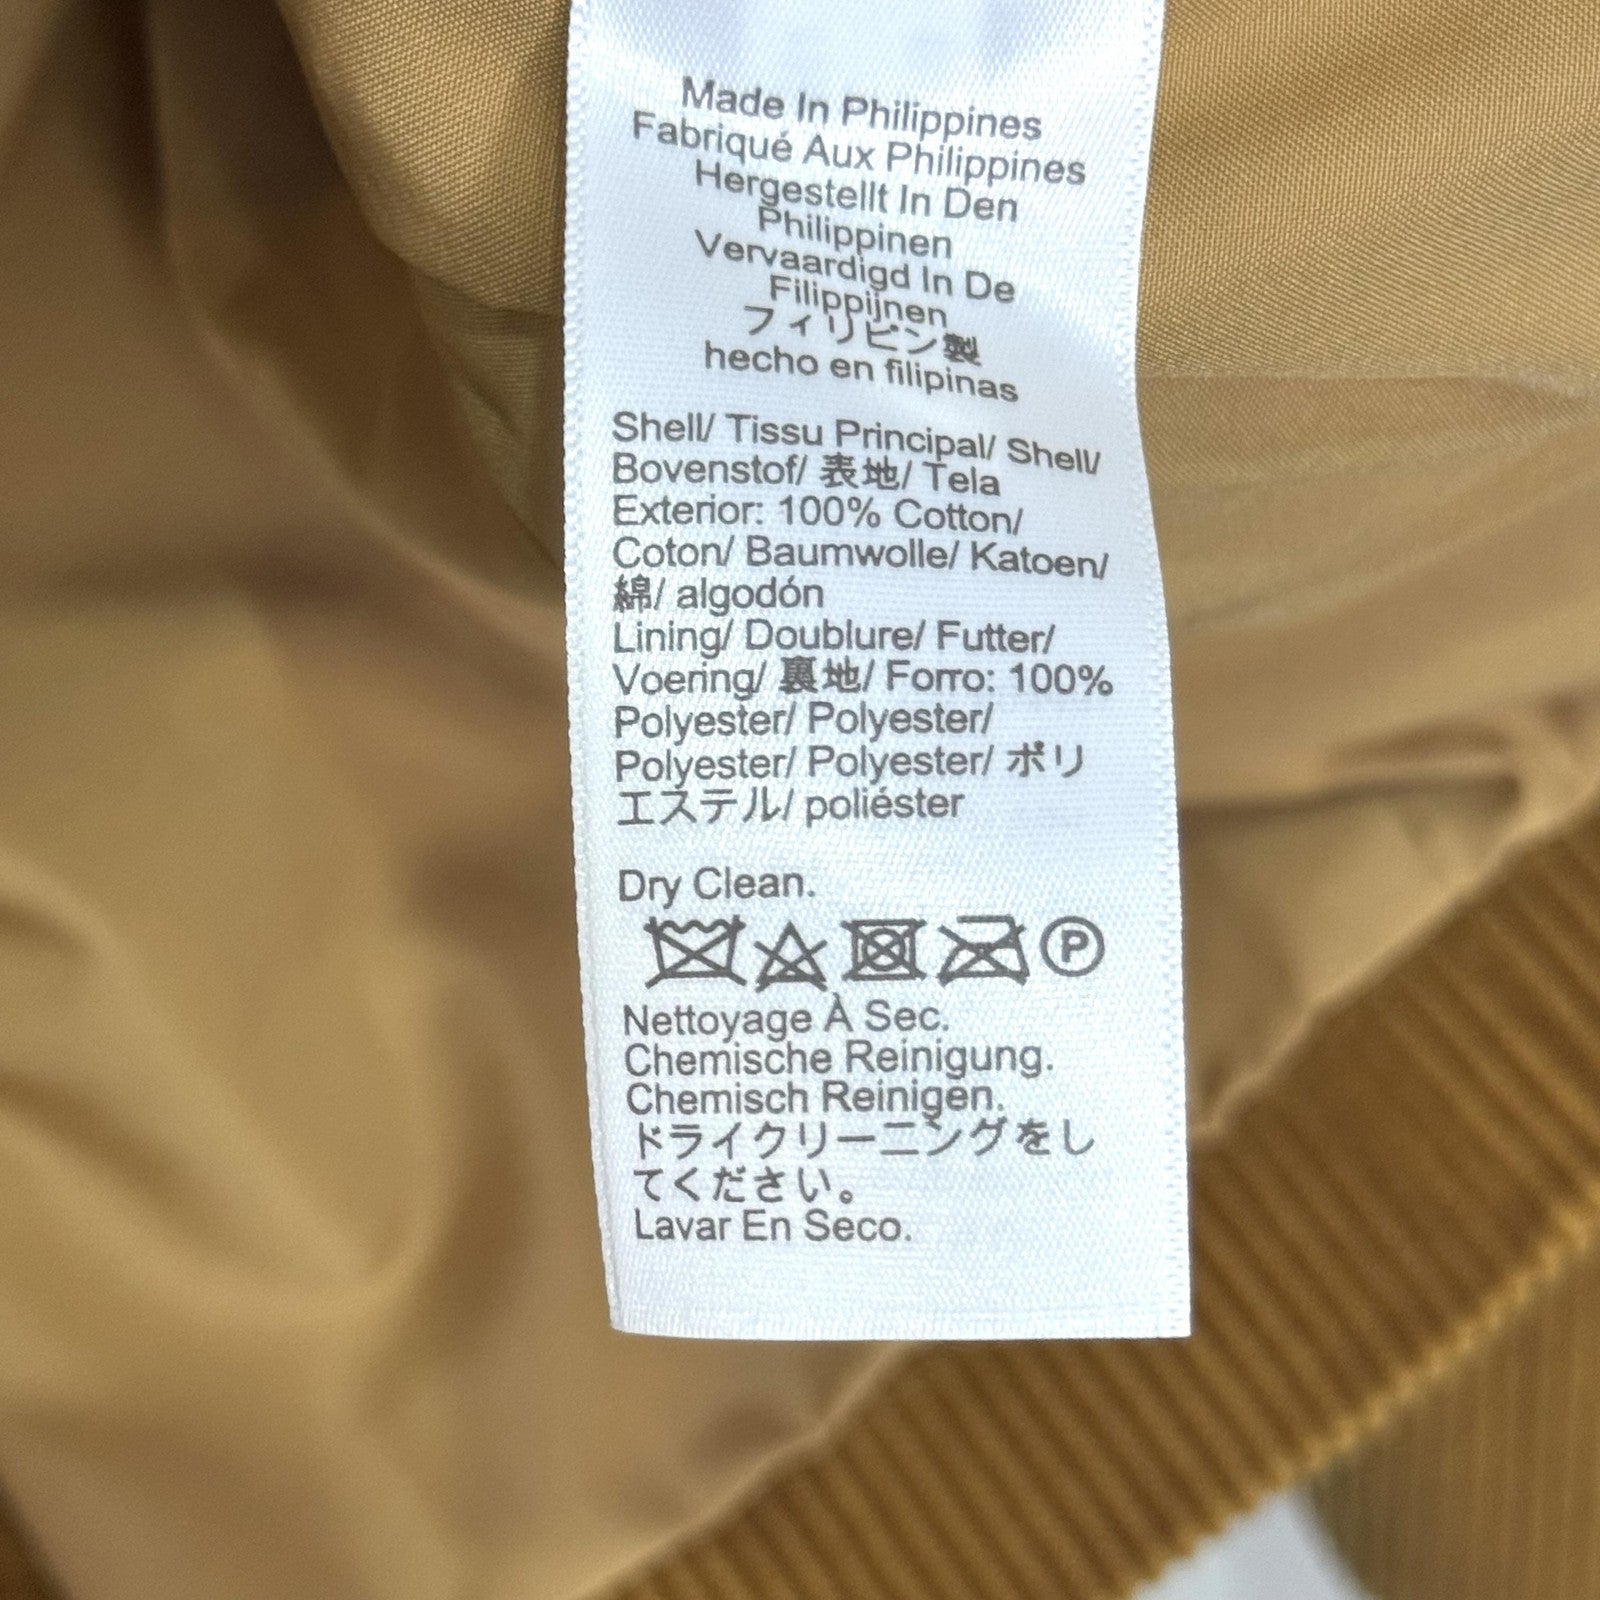 Made In Philippines
Fabriqué Aux Philippines
Hergestellt In Den
Philippinen
Vervaardigd In De
Filippijnen
フィリピン製
hecho en filipinas
Shell/ Tissu Principal/ Shell/
Bovenstof/ 表地/ Tela
Exterior: 100% Cotton/
Coton/ Baumwolle/ Katoen/
綿/ algodón
Lining/ Doublure/ Futter/
Voering/ 裏地/ Forro: 100%
Polyester/ Polyester/
Polyester/ Polyester/ ポリ
エステル/ poliéster
Dry Clean.
P
Nettoyage À Sec.
Chemische Reinigung.
Chemisch Reinigen.
ドライクリーニングをし
てください。
Lavar En Seco.